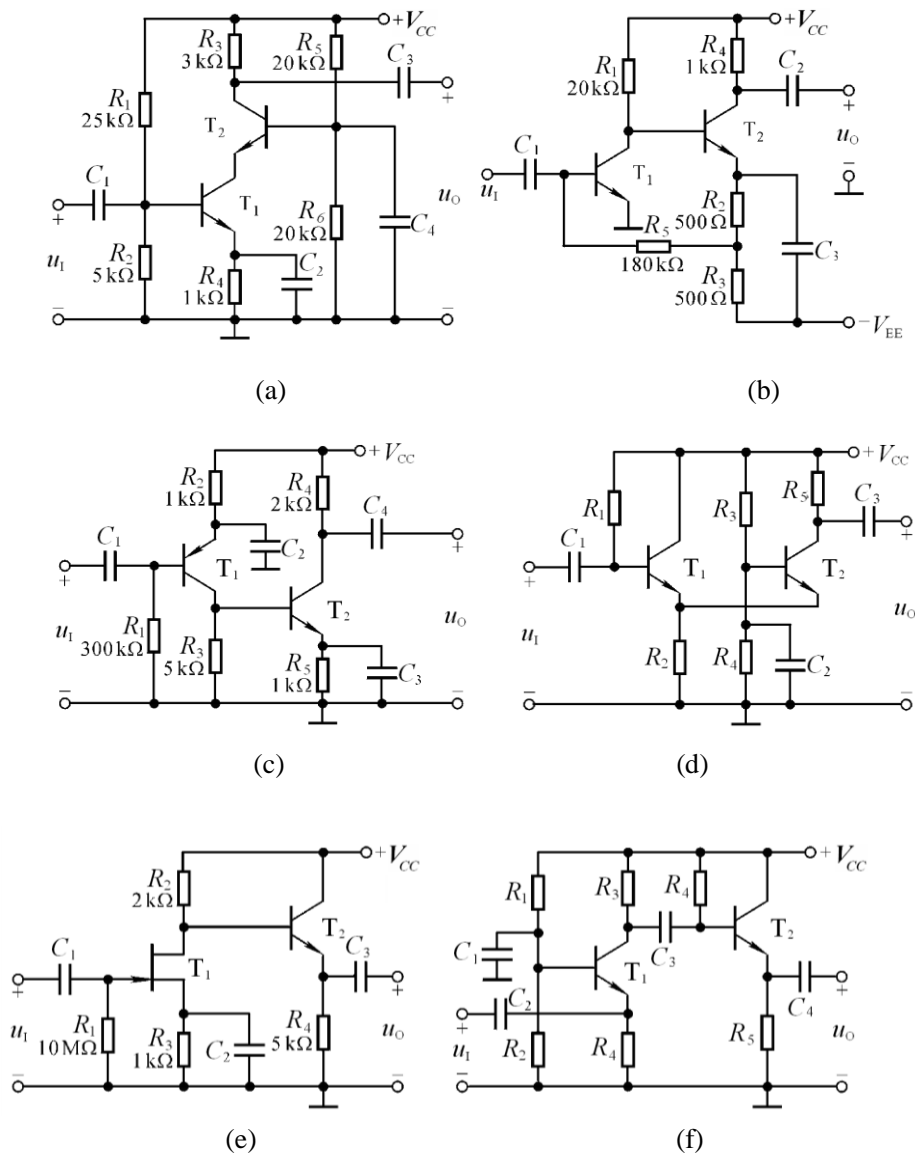 +V_CC
R_3
3 kΩ
R_5
20 kΩ
C_3
+
R_1
25 kΩ
T_2
C_1
+
T_1
R_6
20 kΩ
C_4
u_O
u_I
R_2
5 kΩ
C_2
R_4
1 kΩ
−
−
(a)
+V_CC
R_4
1 kΩ
C_2
+
R_1
20 kΩ
T_2
u_O
−
C_1
u_I
T_1
R_2
500 Ω
R_5
180 kΩ
C_3
R_3
500 Ω
−V_EE
(b)
+V_CC
R_2
1 kΩ
R_4
2 kΩ
C_4
+
C_1
+
C_2
T_1
T_2
u_I
R_1
300 kΩ
R_3
5 kΩ
R_5
1 kΩ
C_3
u_O
−
−
(c)
+V_CC
R_1
R_3
R_5
C_3
+
C_1
+
T_1
T_2
u_I
u_O
R_2
R_4
C_2
−
−
(d)
+V_CC
R_2
2 kΩ
T_2
C_1
+
T_1
C_3
+
u_I
R_1
10 MΩ
R_3
1 kΩ
C_2
R_4
5 kΩ
u_O
−
−
(e)
+V_CC
R_1
R_3
R_4
T_2
C_1
C_3
T_1
C_2
+
C_4
+
u_I
R_2
R_4
R_5
u_O
−
−
(f)